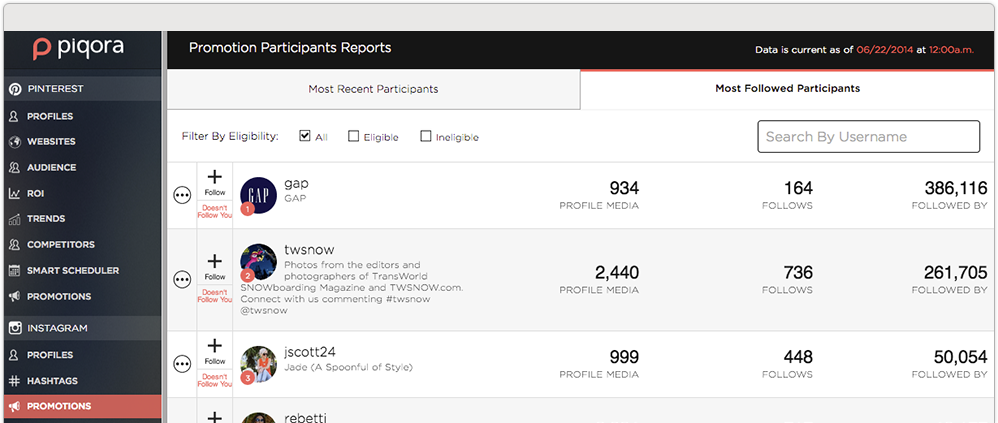 piqora
Promotion Participants Reports
Data is current as of 06/22/2014 at 12:00a.m.
PINTEREST
PROFILES
WEBSITES
AUDIENCE
ROI
TRENDS
COMPETITORS
SMART SCHEDULER
PROMOTIONS
INSTAGRAM
PROFILES
HASHTAGS
PROMOTIONS
Most Recent Participants
Most Followed Participants
Filter By Eligibility:
All
Eligible
Ineligible
Search By Username
Follow
Doesn't
Follow You
GAP
1
gap
GAP
934
PROFILE MEDIA
164
FOLLOWS
386,116
FOLLOWED BY
Follow
Doesn't
Follow You
2
twsnow
Photos from the editors and
photographers of TransWorld
SNOWboarding Magazine and TWSNOW.com.
Connect with us commenting #twsnow
@twsnow
2,440
PROFILE MEDIA
736
FOLLOWS
261,705
FOLLOWED BY
Follow
Doesn't
Follow You
3
jscott24
Jade (A Spoonful of Style)
999
PROFILE MEDIA
448
FOLLOWS
50,054
FOLLOWED BY
rebetti